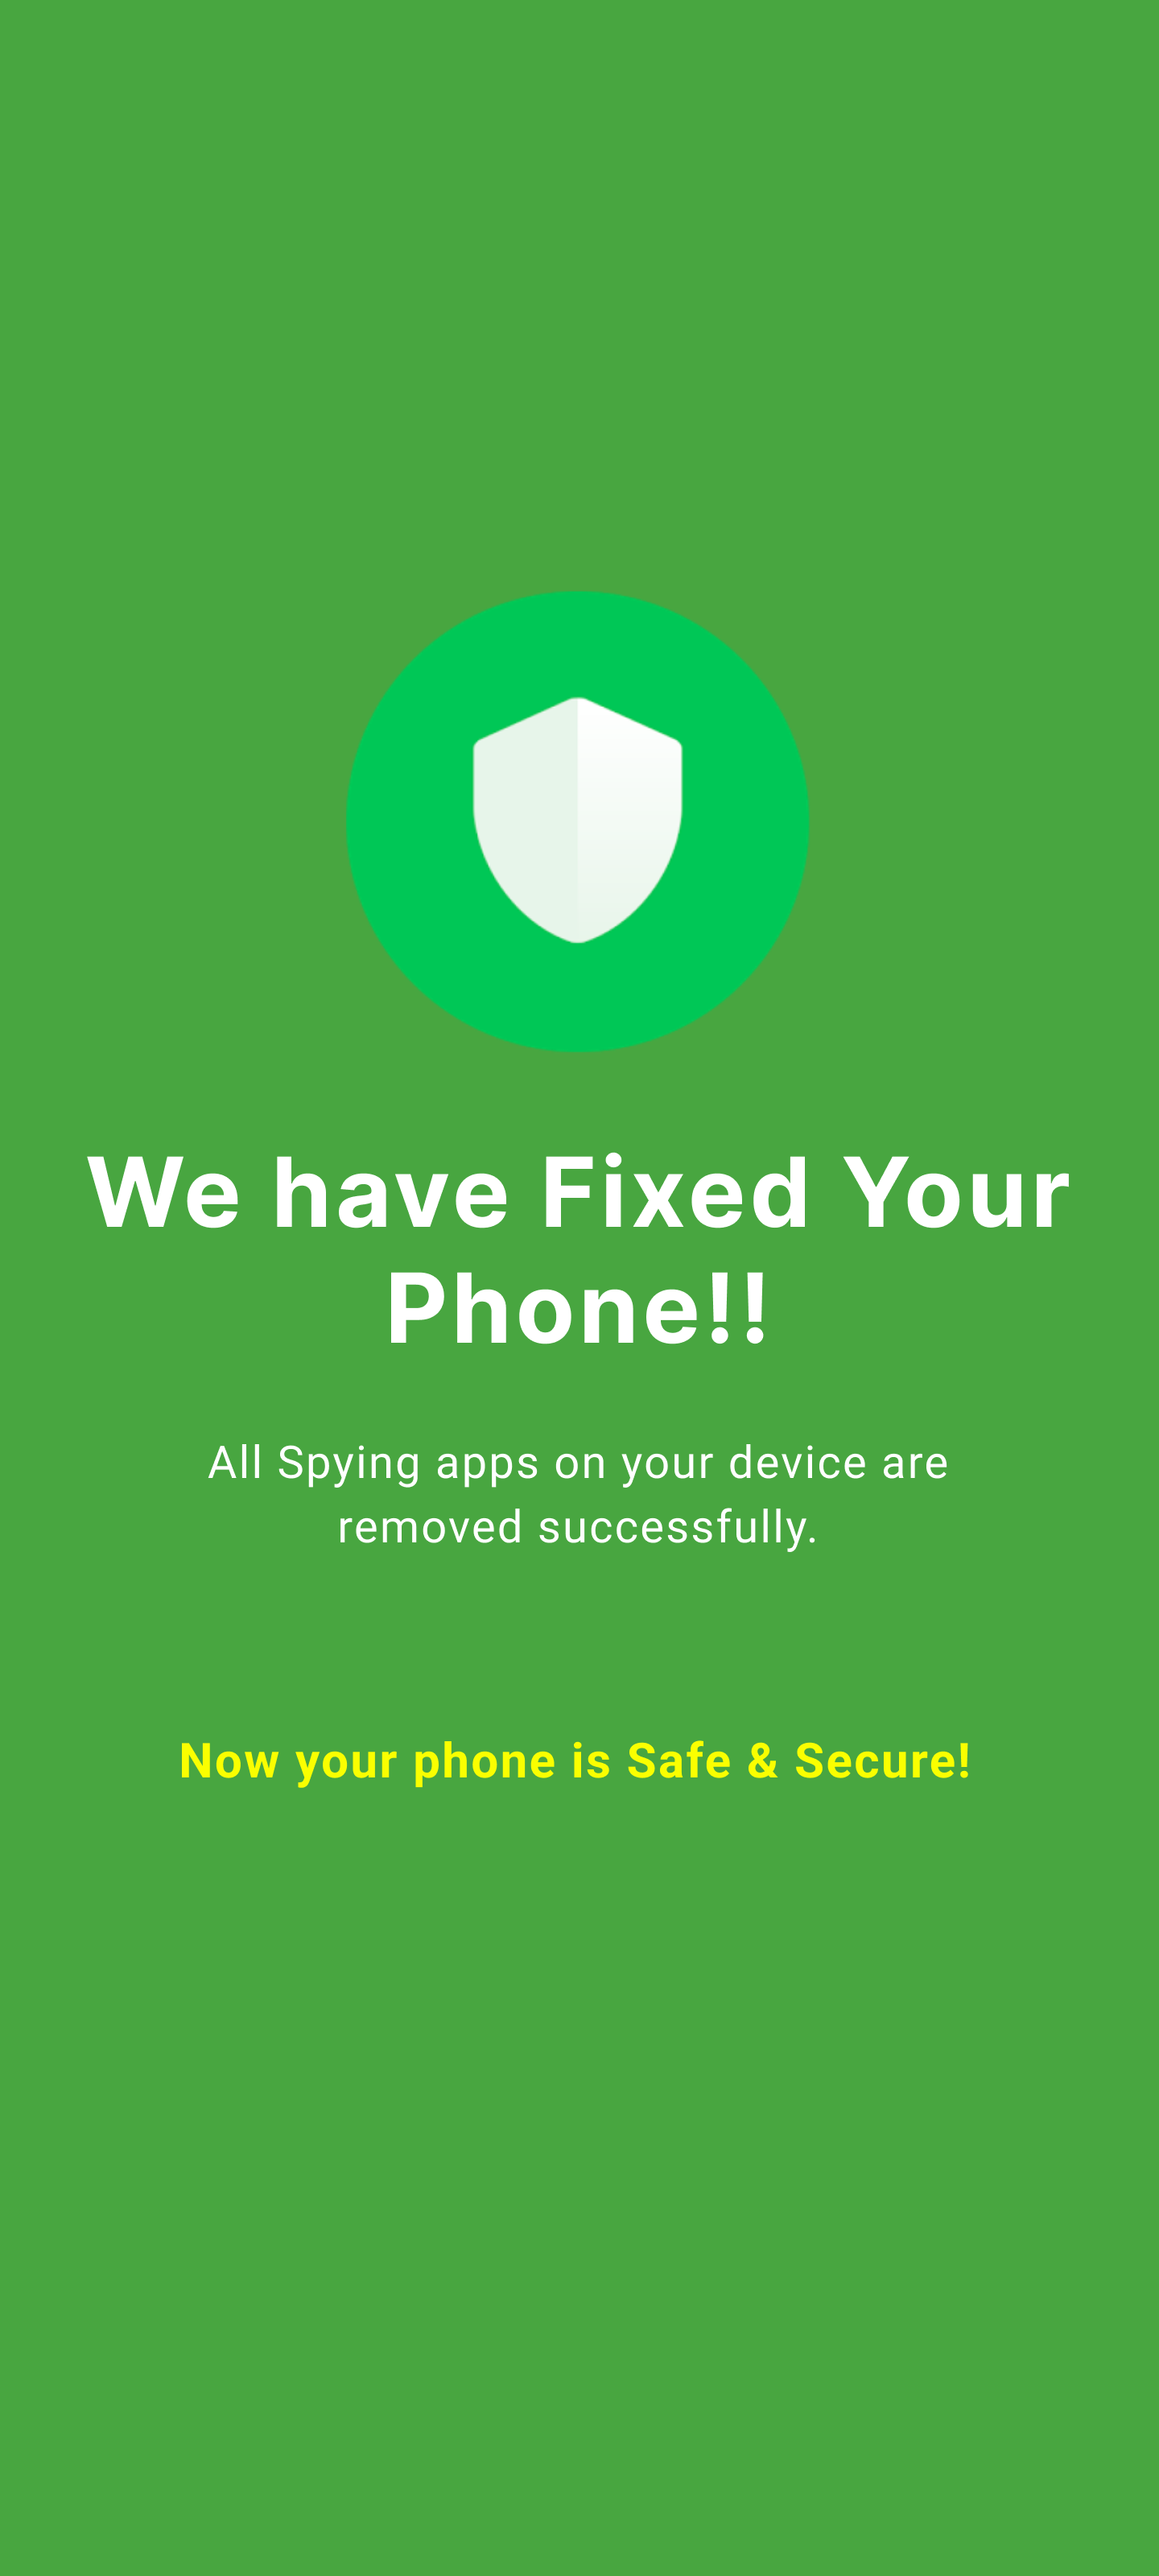 We have Fixed Your
Phone!!
All Spying apps on your device are
removed successfully.
Now your phone is Safe & Secure!